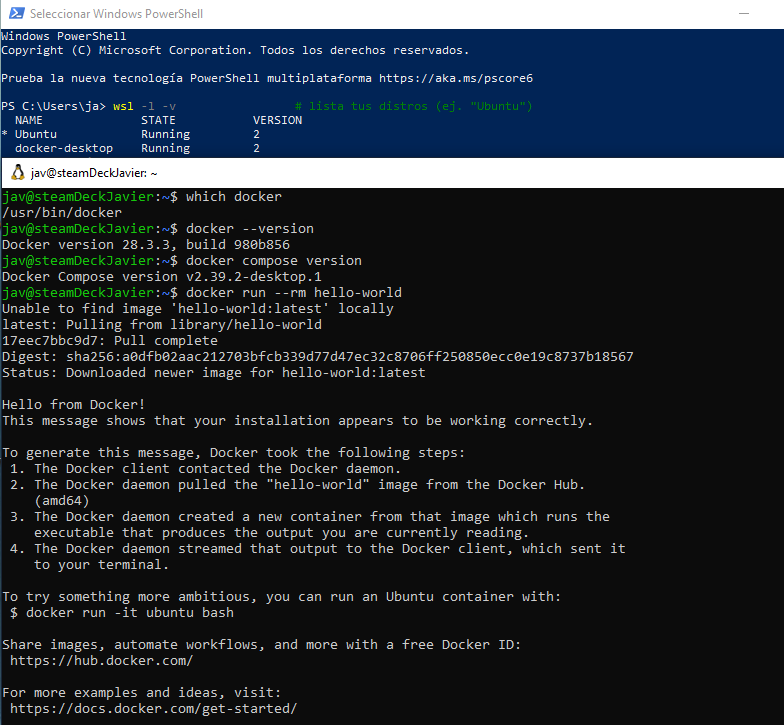 Seleccionar Windows PowerShell
Windows PowerShell
Copyright (C) Microsoft Corporation. Todos los derechos reservados.
Prueba la nueva tecnología PowerShell multiplataforma https://aka.ms/pscore6
PS C:\Users\ja> wsl -l -v # lista tus distros (ej. "Ubuntu")
NAME STATE VERSION
* Ubuntu Running 2
docker-desktop Running 2
jav@steamDeckJavier: ~
jav@steamDeckJavier:~$ which docker
/usr/bin/docker
jav@steamDeckJavier:~$ docker --version
Docker version 28.3.3, build 980b856
jav@steamDeckJavier:~$ docker compose version
Docker Compose version v2.39.2-desktop.1
jav@steamDeckJavier:~$ docker run --rm hello-world
Unable to find image 'hello-world:latest' locally
latest: Pulling from library/hello-world
17eec7bbc9d7: Pull complete
Digest: sha256:a0dfb02aac212703bfcb339d77d47ec32c8706ff250850ecc0e19c8737b18567
Status: Downloaded newer image for hello-world:latest
Hello from Docker!
This message shows that your installation appears to be working correctly.
To generate this message, Docker took the following steps:
1. The Docker client contacted the Docker daemon.
2. The Docker daemon pulled the "hello-world" image from the Docker Hub.
(amd64)
3. The Docker daemon created a new container from that image which runs the
executable that produces the output you are currently reading.
4. The Docker daemon streamed that output to the Docker client, which sent it
to your terminal.
To try something more ambitious, you can run an Ubuntu container with:
$ docker run -it ubuntu bash
Share images, automate workflows, and more with a free Docker ID:
https://hub.docker.com/
For more examples and ideas, visit:
https://docs.docker.com/get-started/